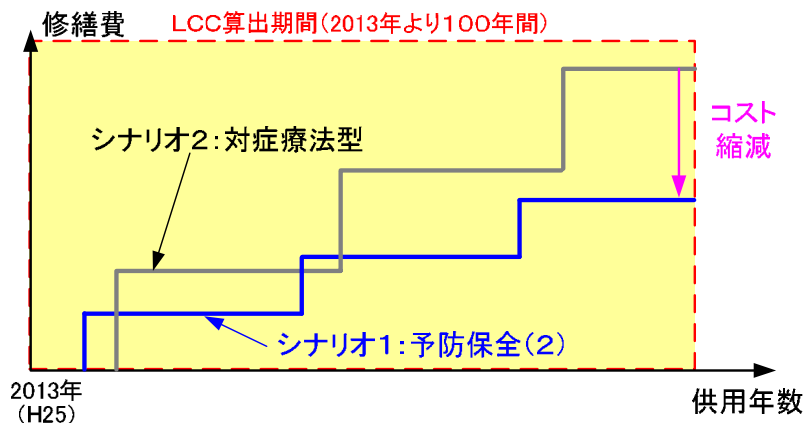 修繕費
LCC算出期間(2013年より100年間)
シナリオ2:対症療法型
コスト
縮減
シナリオ1:予防保全(2)
2013年
(H25)
供用年数